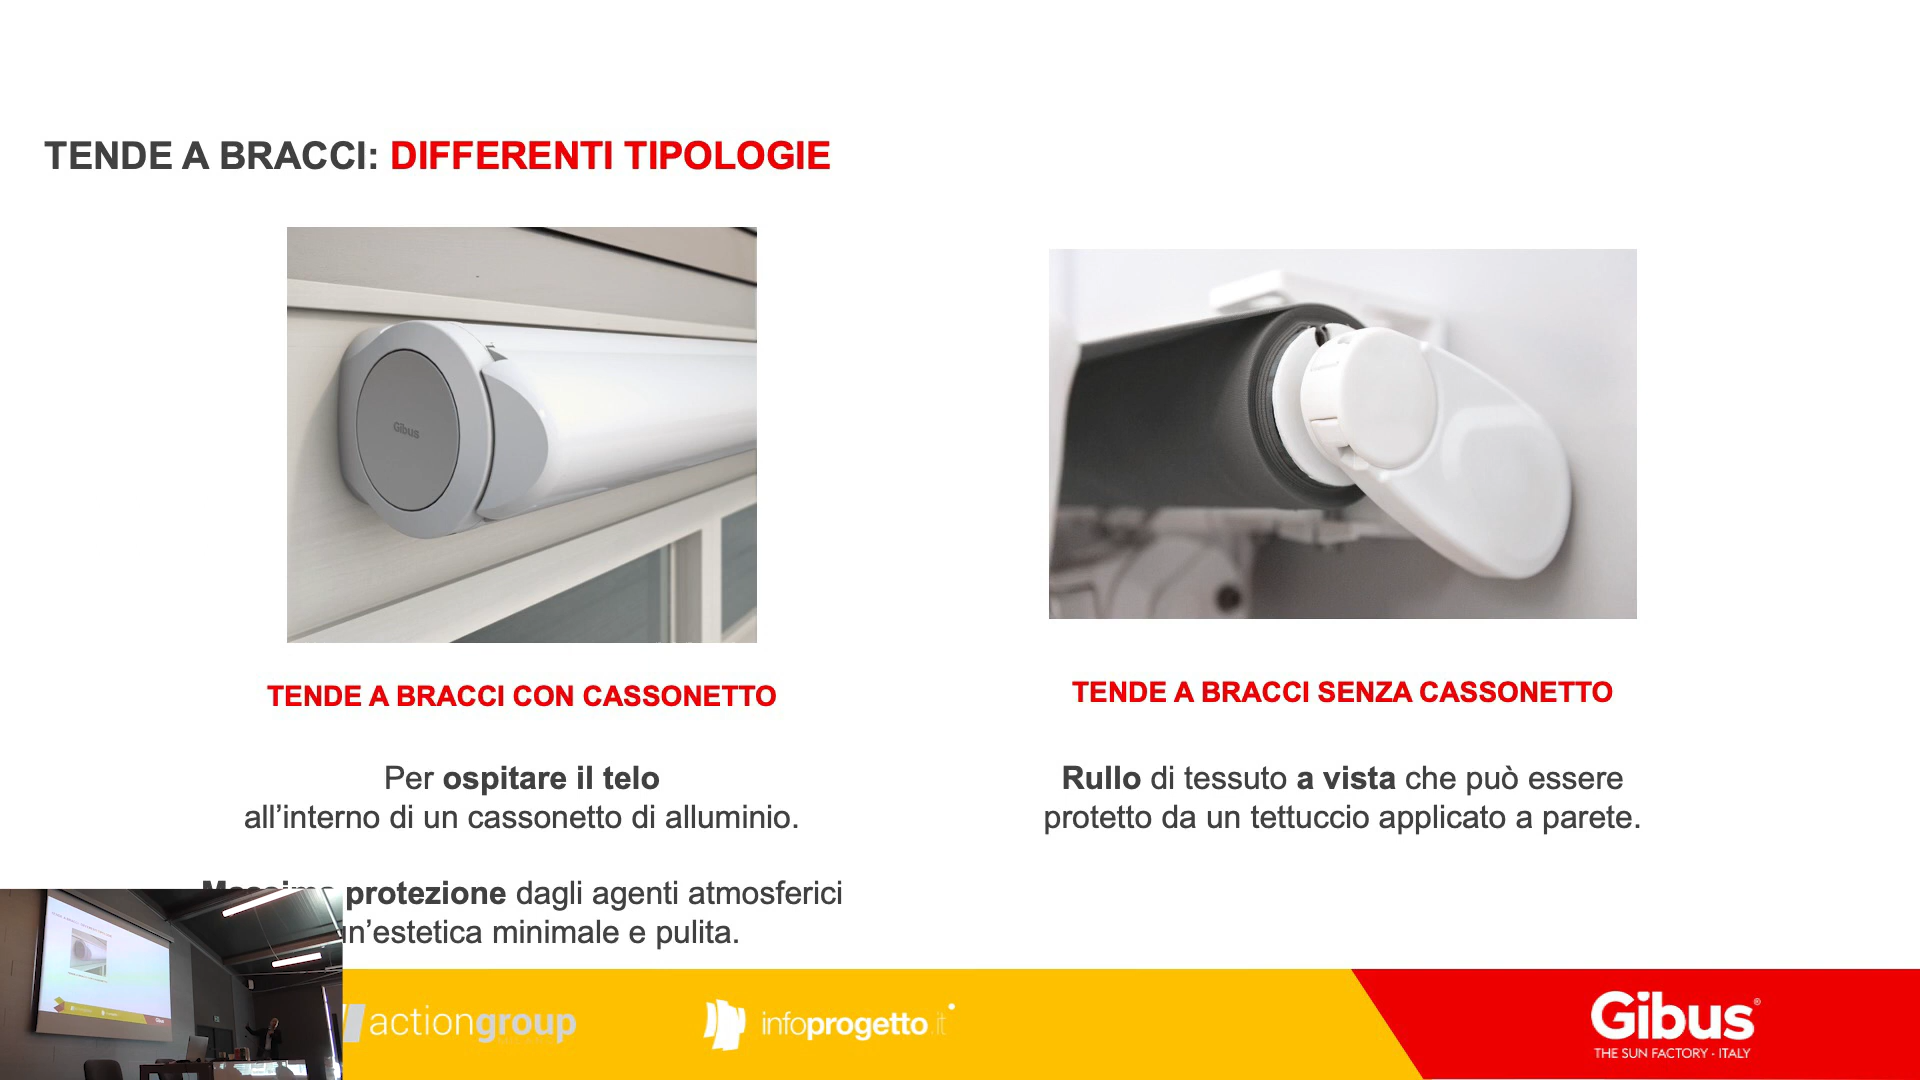 TENDE A BRACCI: DIFFERENTI TIPOLOGIE
Gibus
TENDE A BRACCI CON CASSONETTO
Per ospitare il telo
all’interno di un cassonetto di alluminio.
protezione dagli agenti atmosferici
un’estetica minimale e pulita.
TENDE A BRACCI SENZA CASSONETTO
Rullo di tessuto a vista che può essere
protetto da un tettuccio applicato a parete.
actiongroup
infoprogetto.it
Gibus®
THE SUN FACTORY - ITALY